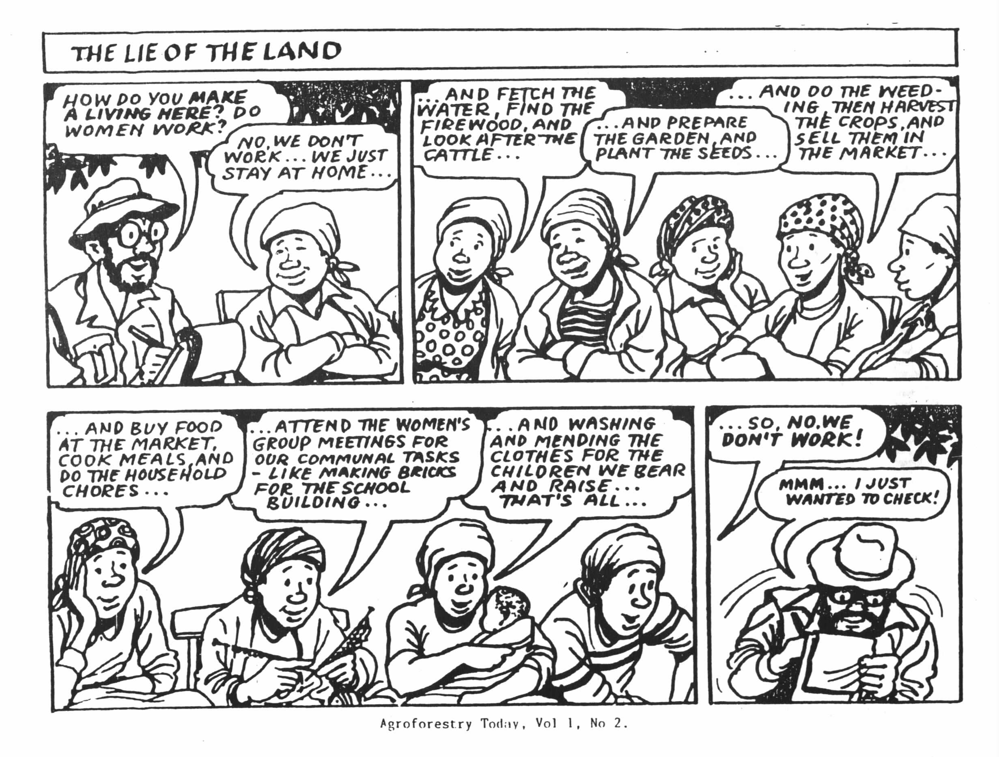 THE LIE OF THE LAND
HOW DO YOU MAKE
A LIVING HERE? DO
WOMEN WORK?
NO, WE DON'T
WORK... WE JUST
STAY AT HOME...
... AND FETCH THE
WATER, FIND THE
FIREWOOD, AND
LOOK AFTER THE
CATTLE...
...AND PREPARE
THE GARDEN, AND
PLANT THE SEEDS...
... AND DO THE WEED-
ING, THEN HARVEST
THE CROPS, AND
SELL THEM IN
THE MARKET...
... AND BUY FOOD
AT THE MARKET,
COOK MEALS, AND
DO THE HOUSEHOLD
CHORES...
...ATTEND THE WOMEN'S
GROUP MEETINGS FOR
OUR COMMUNAL TASKS
- LIKE MAKING BRICKS
FOR THE SCHOOL
BUILDING...
...AND WASHING
AND MENDING THE
CLOTHES FOR THE
CHILDREN WE BEAR
AND RAISE...
THAT'S ALL...
... SO, NO. WE
DON'T WORK!
MMM... I JUST
WANTED TO CHECK!
Agroforestry Today, Vol 1, No 2.